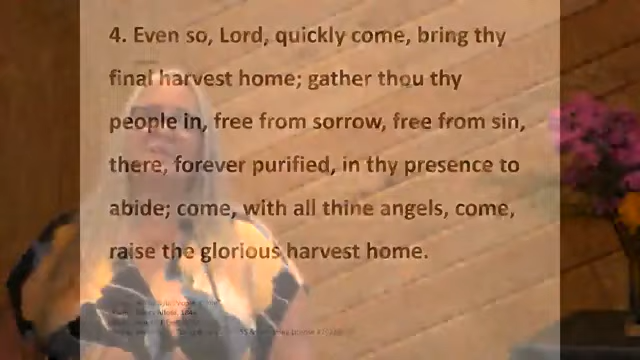 4. Even so, Lord, quickly come, bring thy
final harvest home; gather thou thy
people in, free from sorrow, free from sin,
there, forever purified, in thy presence to
abide; come, with all thine angels, come,
raise the glorious harvest home.